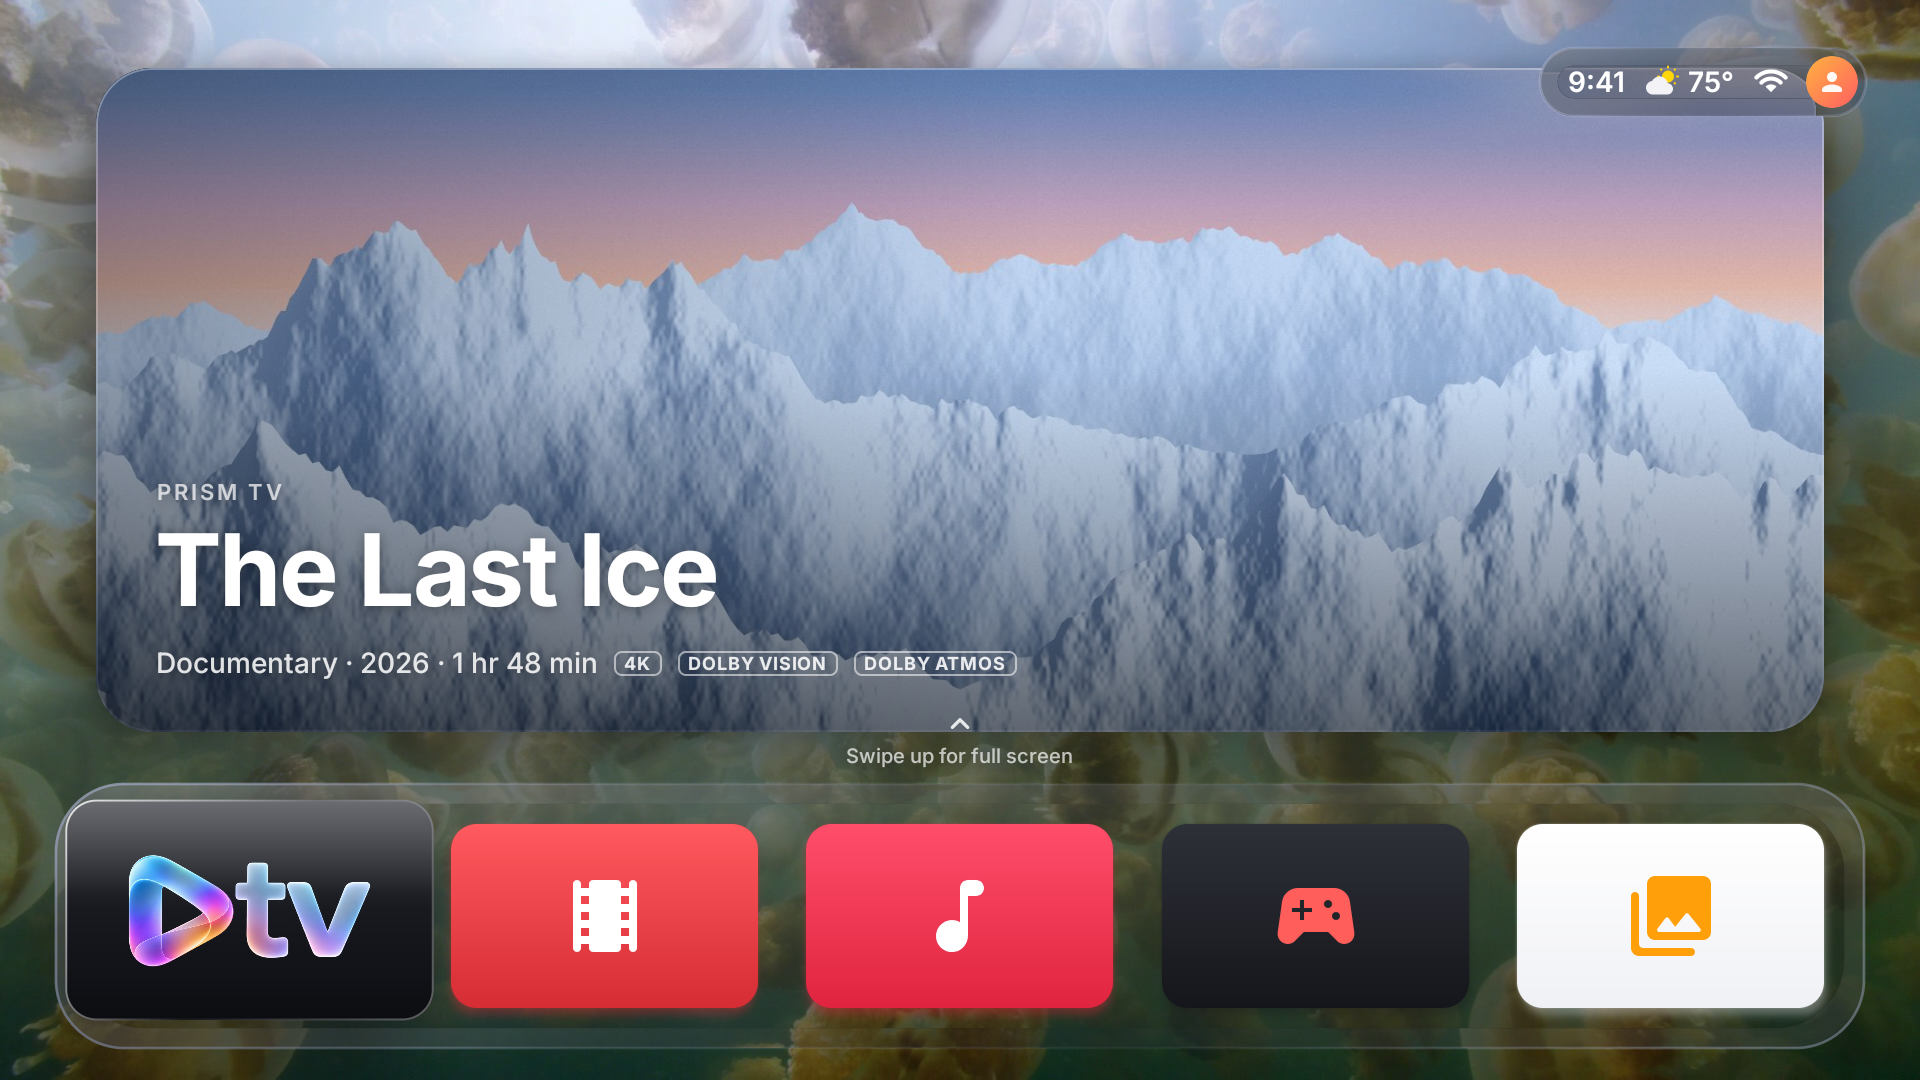 9:41 75°
PRISM TV
The Last Ice
Documentary · 2026 · 1 hr 48 min 4K DOLBY VISION DOLBY ATMOS
Swipe up for full screen
tv